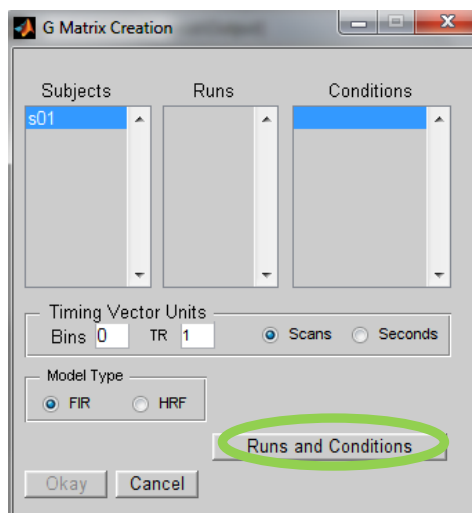 G Matrix Creation
Subjects Runs Conditions
s01
Timing Vector Units
Bins 0 TR 1 Scans Seconds
Model Type
FIR HRF
Runs and Conditions
Okay Cancel